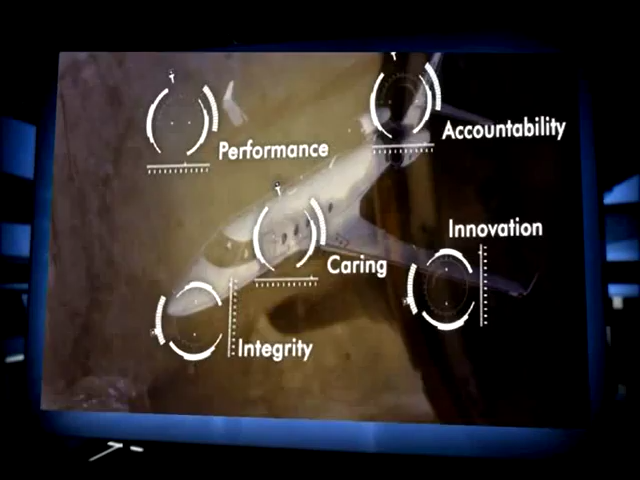 Performance
Accountability
Innovation
Caring
Integrity